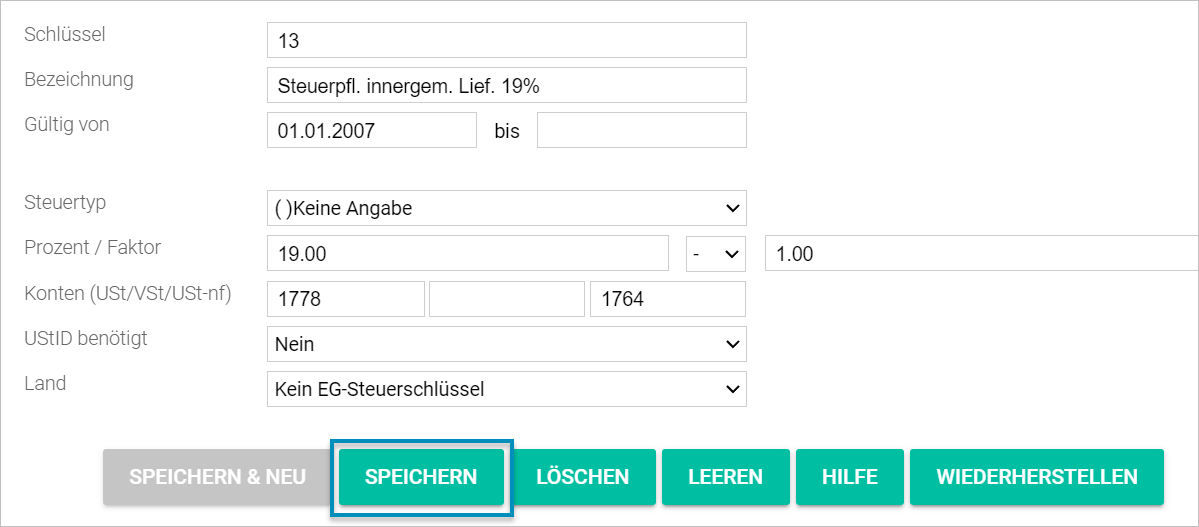 Schlüssel 13
Bezeichnung Steuerpfl. innergem. Lief. 19%
Gültig von 01.01.2007 bis
Steuertyp ( )Keine Angabe
Prozent / Faktor 19.00 - 1.00
Konten (USt/VSt/USt-nf) 1778 1764
UStID benötigt Nein
Land Kein EG-Steuerschlüssel
SPEICHERN & NEU SPEICHERN LÖSCHEN LEEREN HILFE WIEDERHERSTELLEN